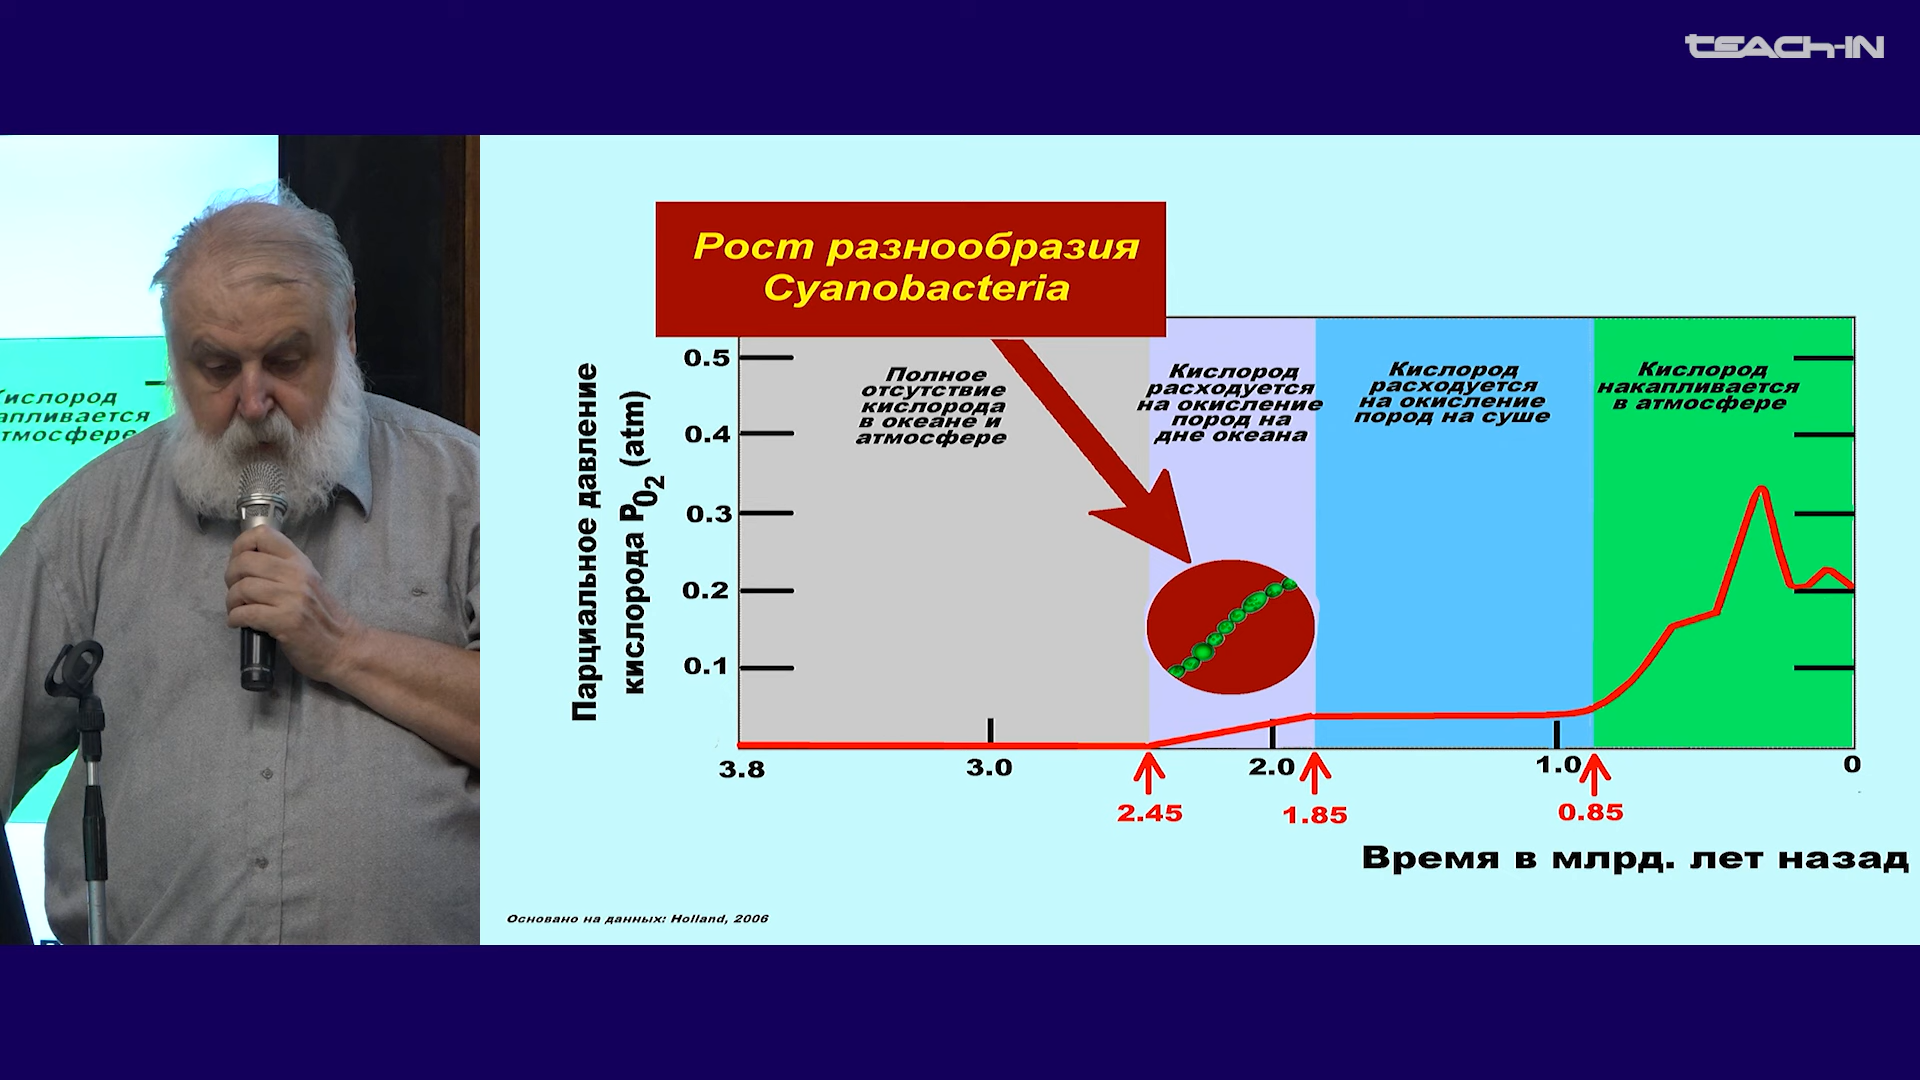 TEACH-IN
Рост разнообразия
Cyanobacteria
Парциальное давление
кислорода PO2 (atm)
0.5
0.4
0.3
0.2
0.1
Полное
отсутствие
кислорода
в океане и
атмосфере
Кислород
расходуется
на окисление
пород на
дне океана
Кислород
расходуется
на окисление
пород на суше
Кислород
накапливается
в атмосфере
3.8
3.0
2.0
1.0
0
2.45
1.85
0.85
Время в млрд. лет назад
Основано на данных: Holland, 2006